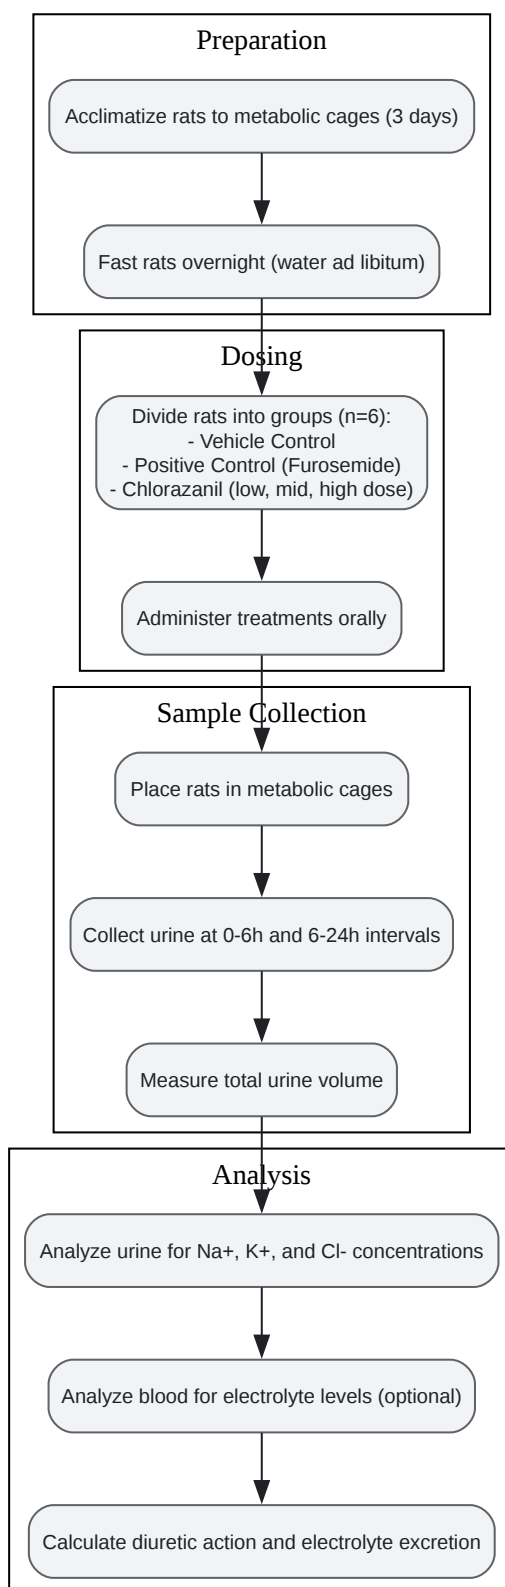 Preparation
Acclimatize rats to metabolic cages (3 days)
Fast rats overnight (water ad libitum)
Dosing
Divide rats into groups (n=6):
- Vehicle Control
- Positive Control (Furosemide)
- Chlorazanil (low, mid, high dose)
Administer treatments orally
Sample Collection
Place rats in metabolic cages
Collect urine at 0-6h and 6-24h intervals
Measure total urine volume
Analysis
Analyze urine for Na+, K+, and Cl- concentrations
Analyze blood for electrolyte levels (optional)
Calculate diuretic action and electrolyte excretion